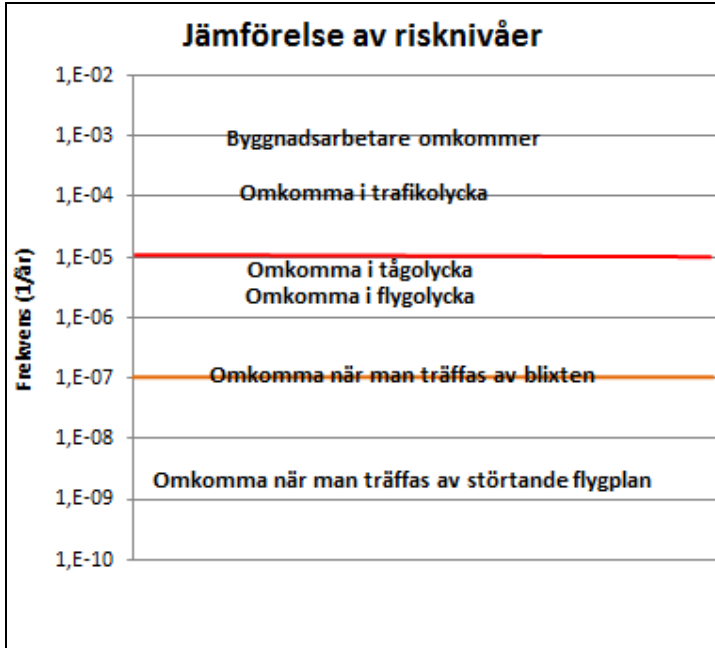 Jämförelse av risknivåer
1,E-02
1,E-03
Byggnadsarbetare omkommer
1,E-04
Omkomma i trafikolycka
1,E-05
Omkomma i tågolycka
Omkomma i flygolycka
1,E-06
1,E-07
Omkomma när man träffas av blixten
1,E-08
Omkomma när man träffas av störtande flygplan
1,E-09
1,E-10
Frekvens (1/år)